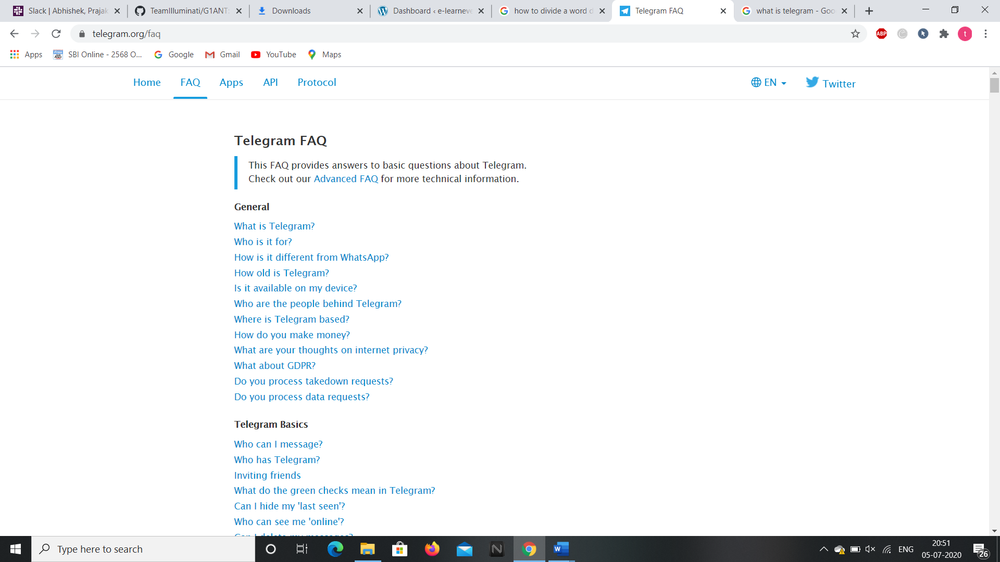 Slack | Abhishek, Prajak
TeamIlluminati/G1ANT:
Downloads
Dashboard ‹ e-learneve
how to divide a word d
Telegram FAQ
what is telegram - Goo
telegram.org/faq
ABP
t
Apps
SBI Online - 2568 O...
Google
Gmail
YouTube
Maps
Home
FAQ
Apps
API
Protocol
EN
Twitter
Telegram FAQ
This FAQ provides answers to basic questions about Telegram.
Check out our Advanced FAQ for more technical information.
General
What is Telegram?
Who is it for?
How is it different from WhatsApp?
How old is Telegram?
Is it available on my device?
Who are the people behind Telegram?
Where is Telegram based?
How do you make money?
What are your thoughts on internet privacy?
What about GDPR?
Do you process takedown requests?
Do you process data requests?
Telegram Basics
Who can I message?
Who has Telegram?
Inviting friends
What do the green checks mean in Telegram?
Can I hide my 'last seen'?
Who can see me 'online'?
Can I delete my messages?
Type here to search
ENG
20:51
05-07-2020
26